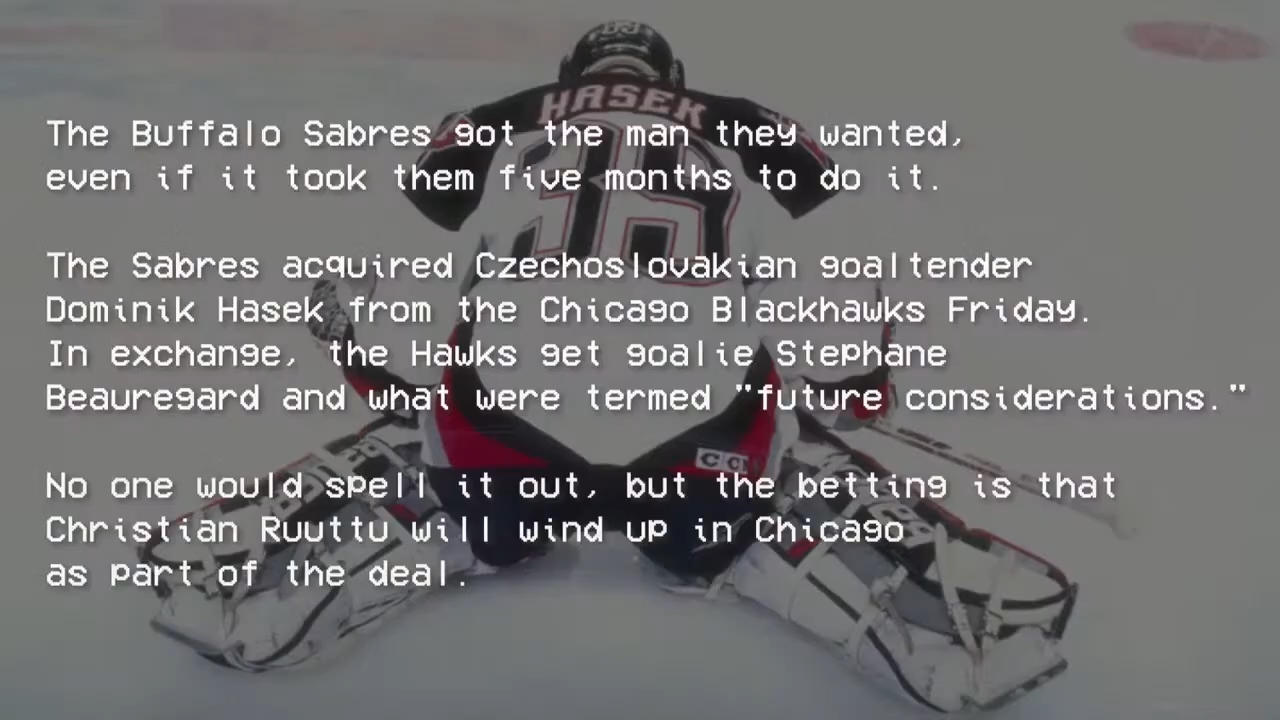 HASEK
The Buffalo Sabres got the man they wanted,
even if it took them five months to do it.
The Sabres acquired Czechoslovakian goaltender
Dominik Hasek from the Chicago Blackhawks Friday.
In exchange, the Hawks get goalie Stephane
Beauregard and what were termed "future considerations."
No one would spell it out, but the betting is that
Christian Ruuttu will wind up in Chicago
as part of the deal.
39
CCM